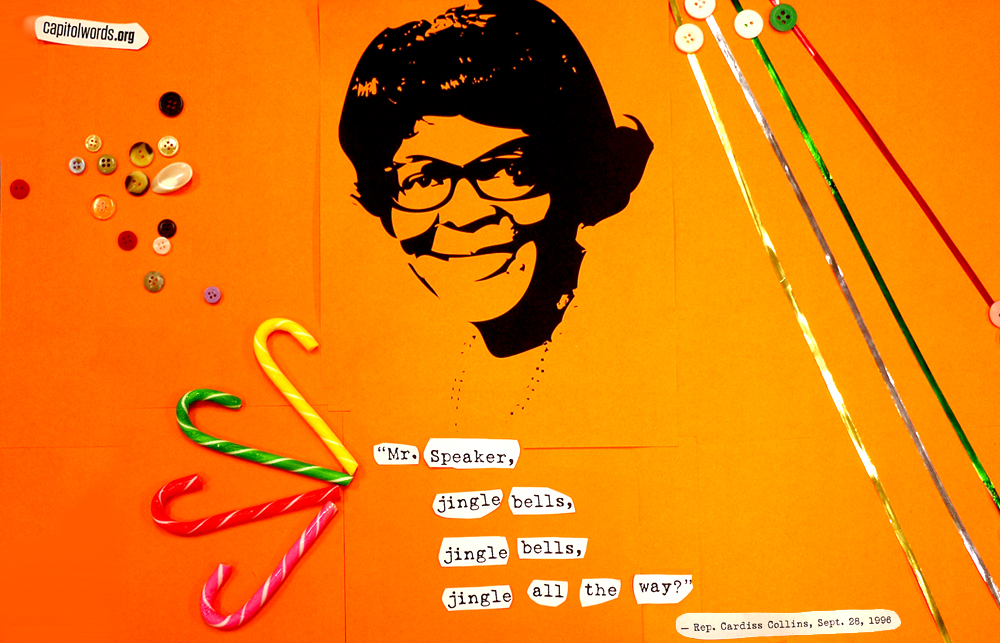 capitolwords.org
“Mr. Speaker,
jingle bells,
jingle bells,
jingle all the way?”
— Rep. Cardiss Collins, Sept. 28, 1996